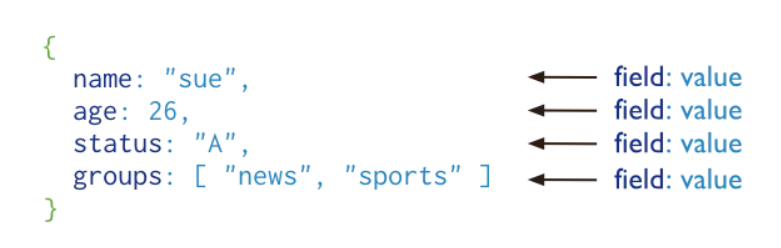 {
name: "sue", field: value
age: 26, field: value
status: "A", field: value
groups: [ "news", "sports" ] field: value
}